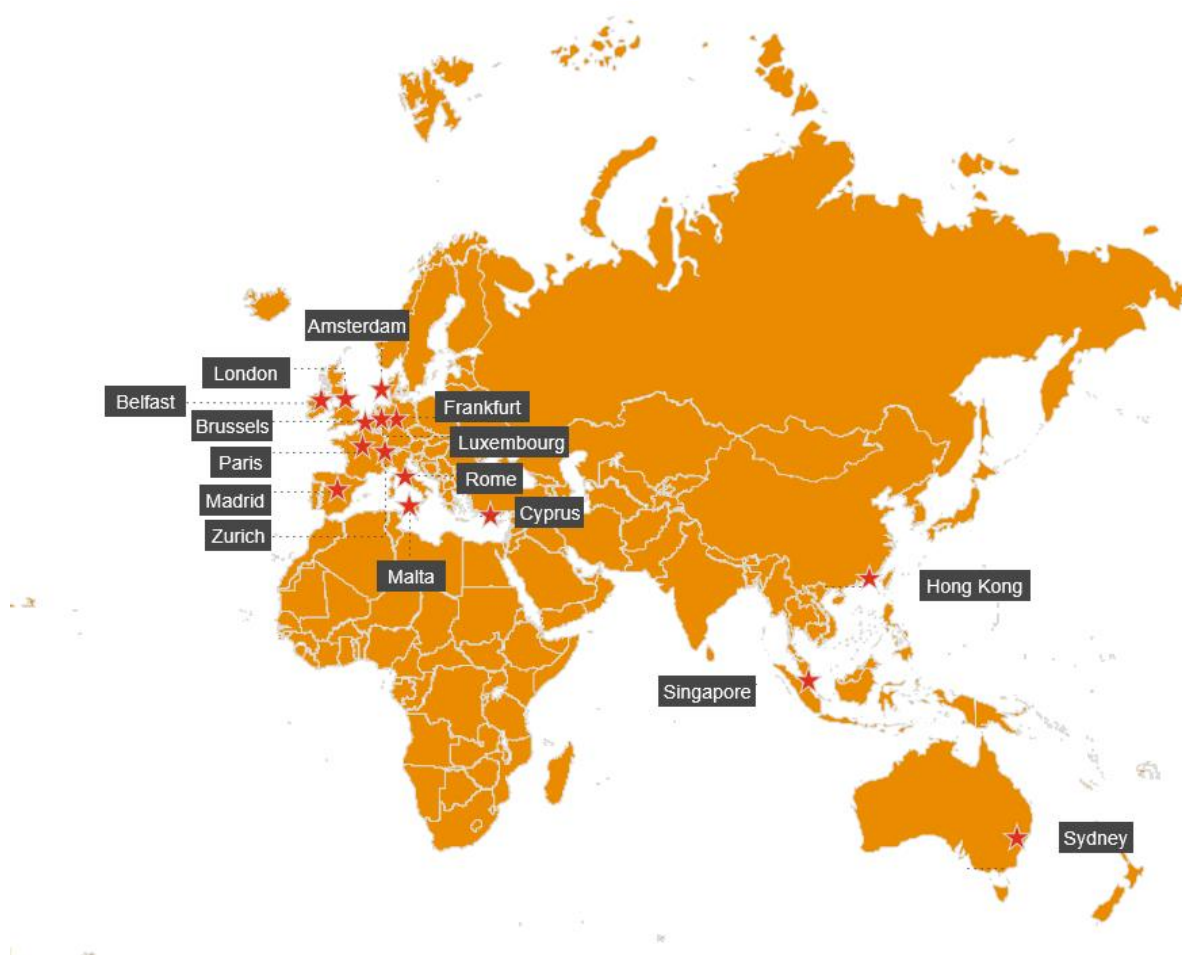 Amsterdam
London
Belfast
Frankfurt
Brussels
Luxembourg
Paris
Rome
Madrid
Cyprus
Zurich
Malta
Hong Kong
Singapore
Sydney